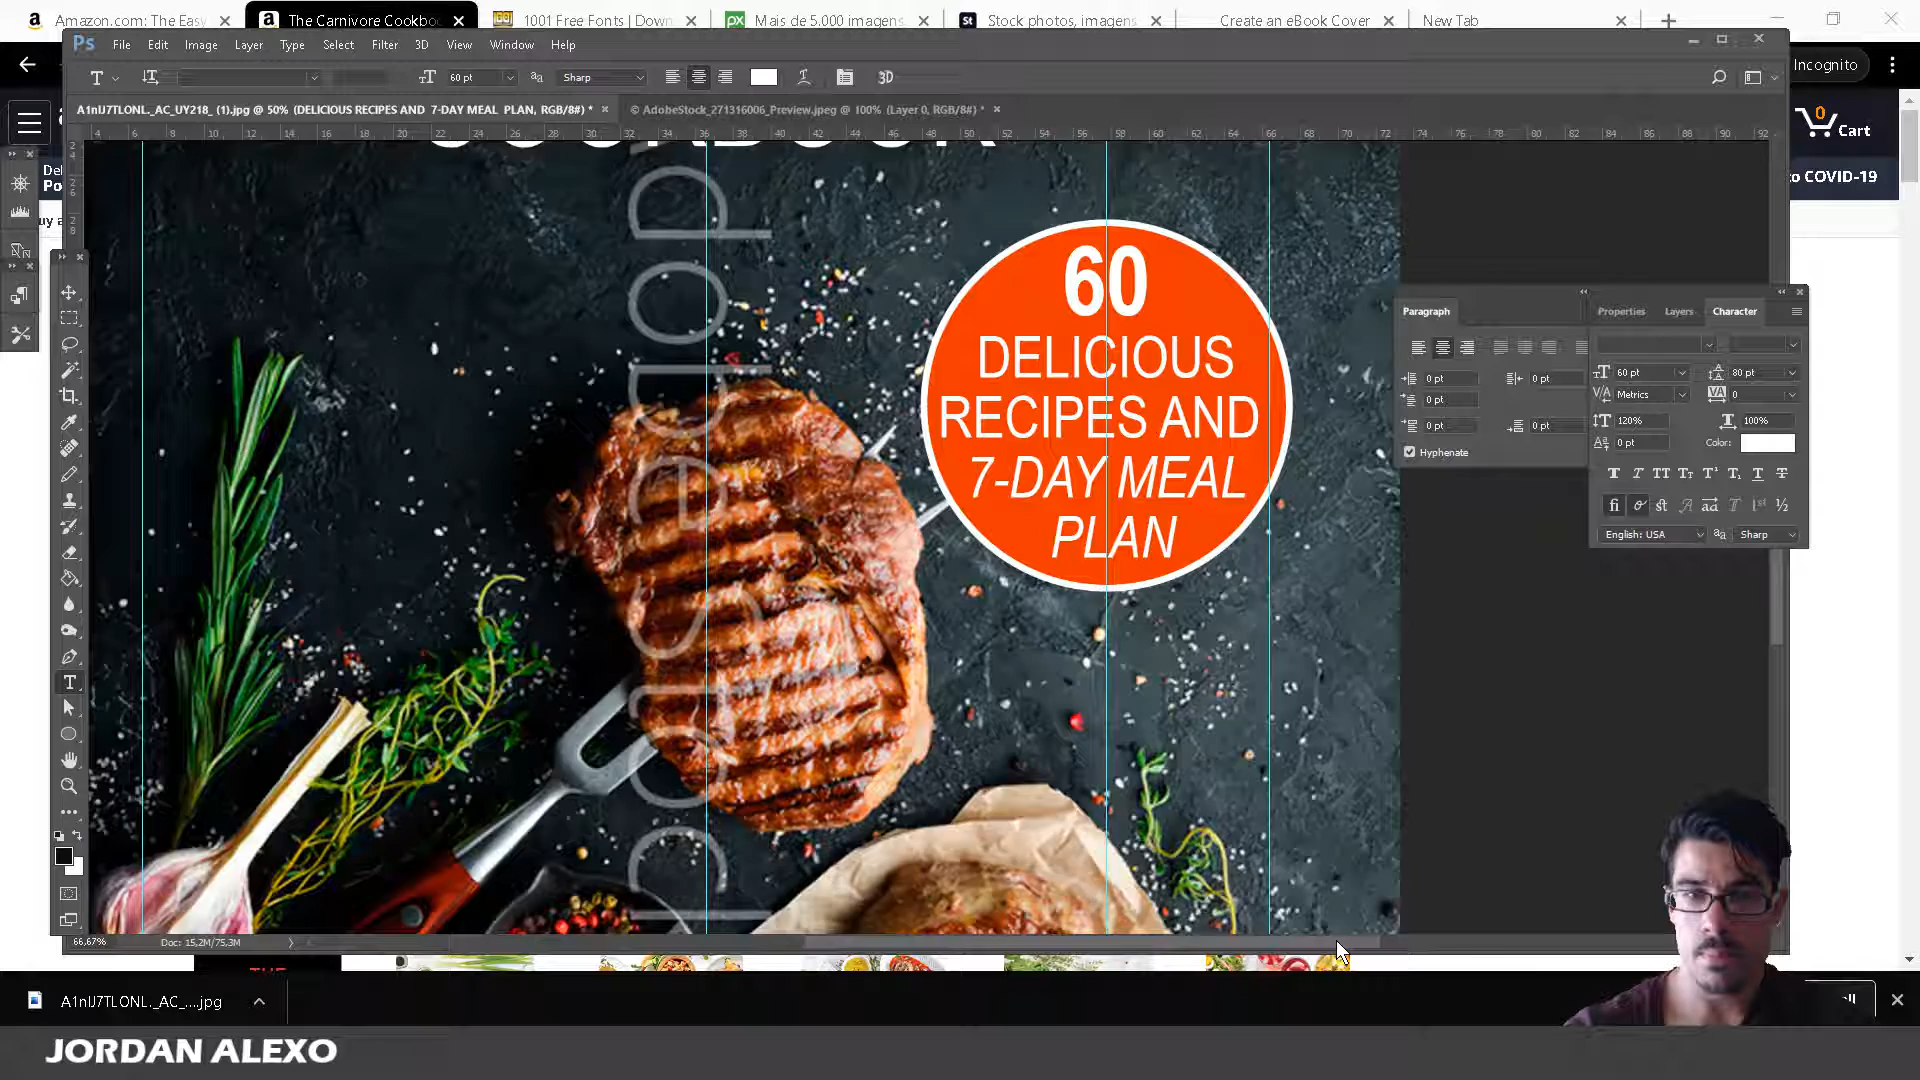 Amazon.com: The Easy
The Carnivore Cookbo
1001 Free Fonts | Down
Mais de 5.000 imagens
Stock photos, imagens
Create an eBook Cover
New Tab
Ps File Edit Image Layer Type Select Filter 3D View Window Help
Incognito
60 pt
Sharp
3D
A1nIJ7TLONL._AC_UY218_ (1).jpg @ 50% (DELICIOUS RECIPES AND 7-DAY MEAL PLAN, RGB/8#) *
© AdobeStock_271316006_Preview.jpeg @ 100% (Layer 0, RGB/8#) *
0
Cart
Del
Po
to COVID-19
uy a
60
DELICIOUS
RECIPES AND
7-DAY MEAL
PLAN
Paragraph
0 pt
0 pt
0 pt
0 pt
0 pt
Hyphenate
Properties
Layers
Character
60 pt
80 pt
Metrics
0
120%
100%
0 pt
Color:
English: USA
Sharp
66,67%
Doc: 15,2M/75,3M
THE
A1nIJ7TLONL._AC_....jpg
JORDAN ALEXO